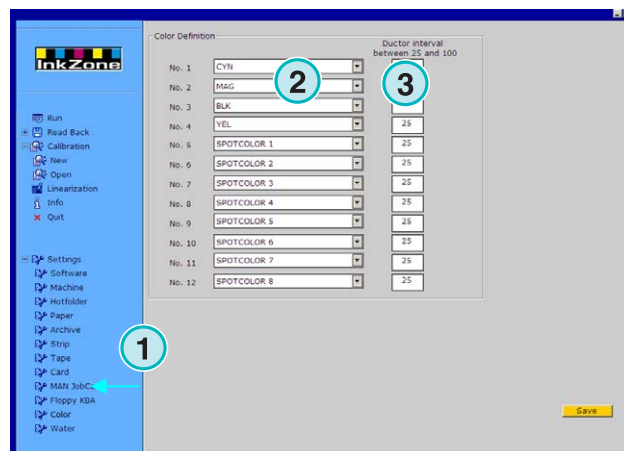 InkZone
Run
Read Back
Calibration
New
Open
Linearization
Info
Quit
Settings
Software
Machine
Hotfolder
Paper
Archive
Strip
Tape
Card
MAN
Floppy KBA
Color
Water
1
Color Definition
Ductor interval
between 25 and 100
No. 1 CYN
No. 2 MAG
No. 3 BLK
No. 4 YEL 25
No. 5 SPOTCOLOR 1 25
No. 6 SPOTCOLOR 2 25
No. 7 SPOTCOLOR 3 25
No. 8 SPOTCOLOR 4 25
No. 9 SPOTCOLOR 5 25
No. 10 SPOTCOLOR 6 25
No. 11 SPOTCOLOR 7 25
No. 12 SPOTCOLOR 8 25
2
3
Save